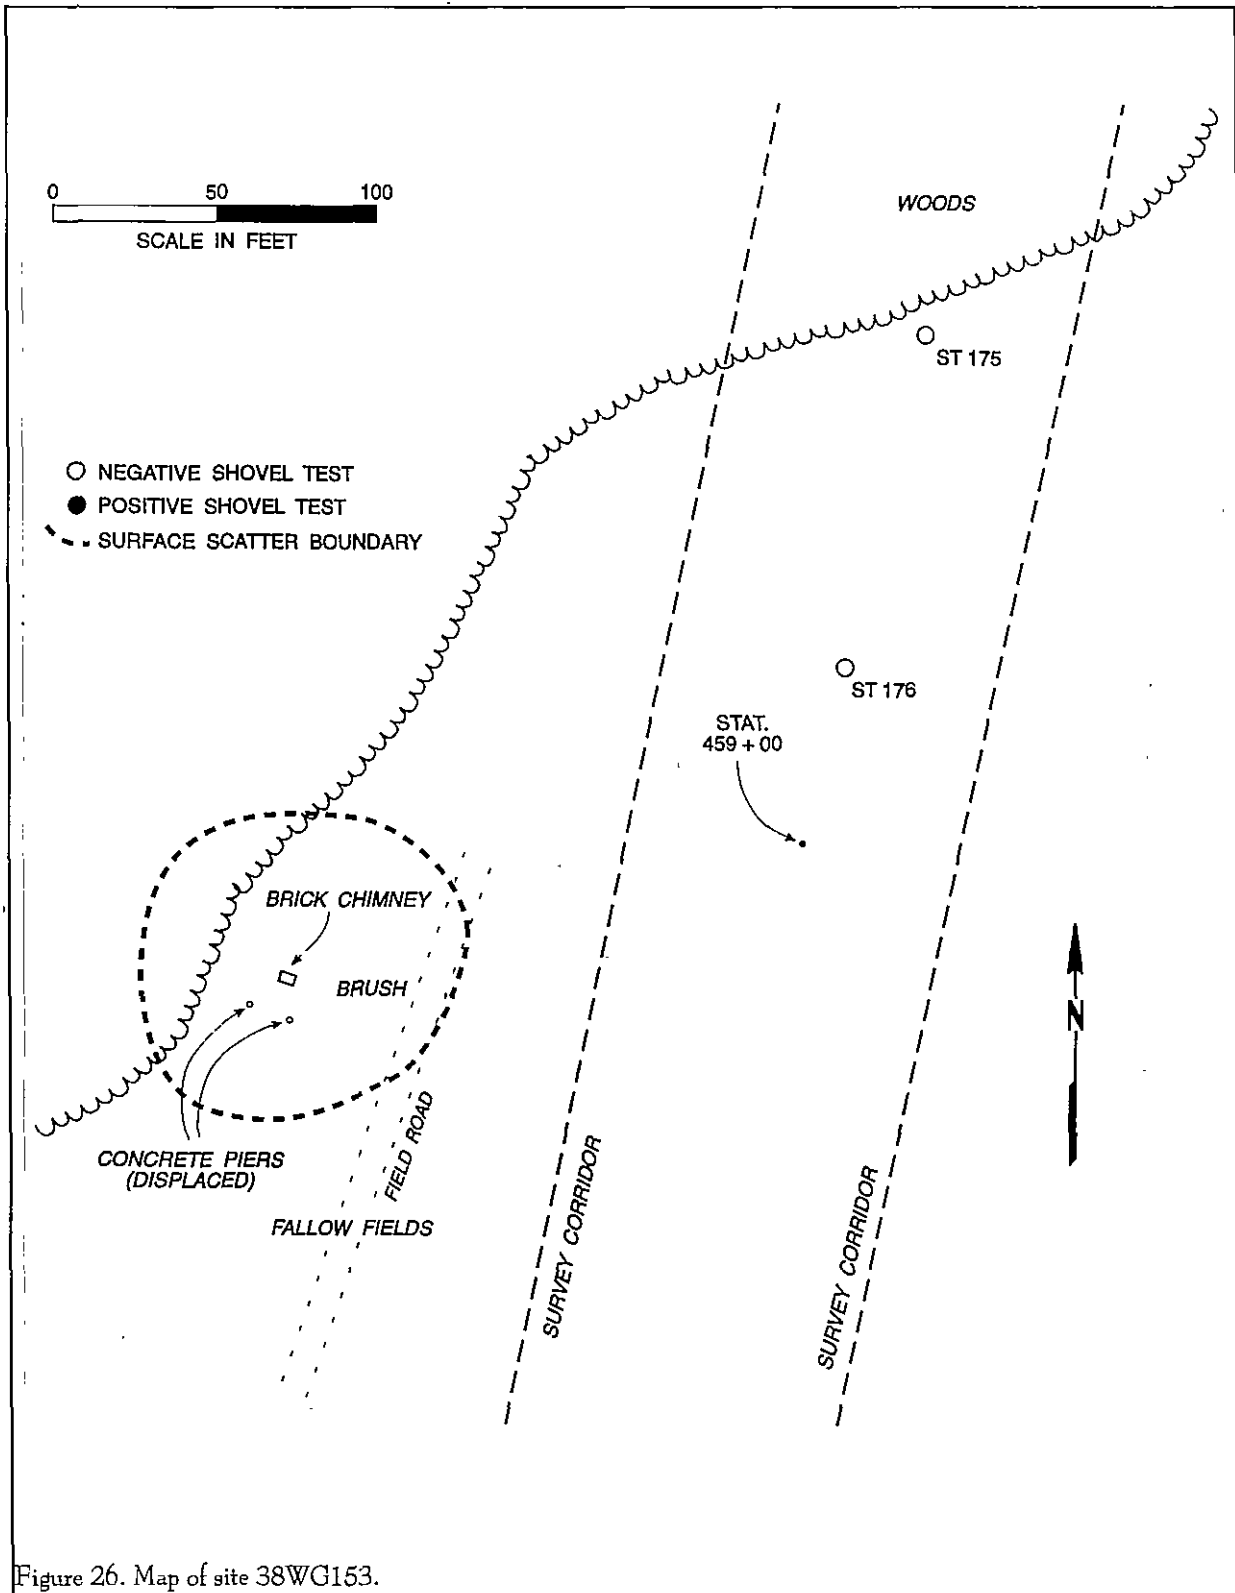 0 50 100
SCALE IN FEET
WOODS
ST 175
NEGATIVE SHOVEL TEST
POSITIVE SHOVEL TEST
SURFACE SCATTER BOUNDARY
ST 176
STAT.
459 + 00
BRICK CHIMNEY
BRUSH
N
CONCRETE PIERS
(DISPLACED)
FIELD ROAD
FALLOW FIELDS
SURVEY CORRIDOR
SURVEY CORRIDOR
Figure 26. Map of site 38WG153.